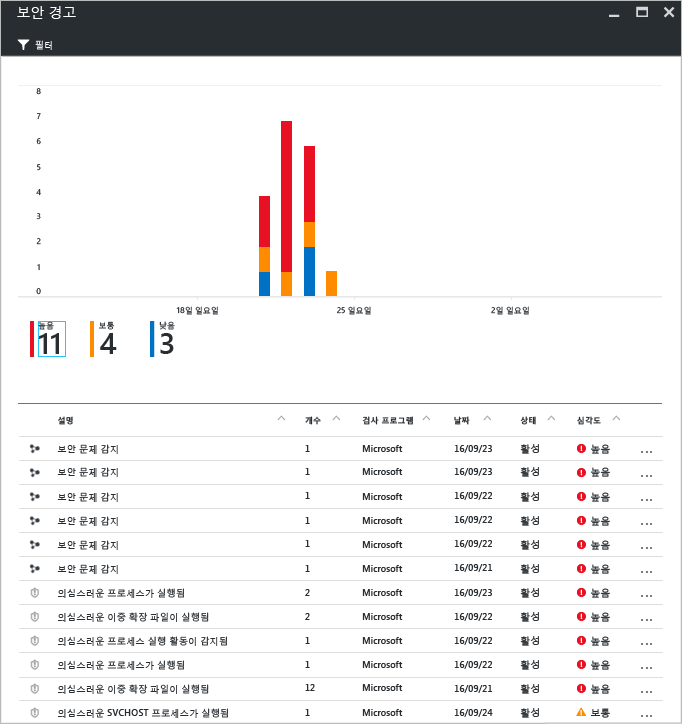 보안 경고
필터
8
7
6
5
4
3
2
1
0
18일 일요일
25 일요일
2일 일요일
높음 보통 낮음
11 4 3
설명 개수 검사 프로그램 날짜 상태 심각도
보안 문제 감지 1 Microsoft 16/09/23 활성 높음 ...
보안 문제 감지 1 Microsoft 16/09/23 활성 높음 ...
보안 문제 감지 1 Microsoft 16/09/22 활성 높음 ...
보안 문제 감지 1 Microsoft 16/09/22 활성 높음 ...
보안 문제 감지 1 Microsoft 16/09/22 활성 높음 ...
보안 문제 감지 1 Microsoft 16/09/21 활성 높음 ...
의심스러운 프로세스가 실행됨 2 Microsoft 16/09/23 활성 높음 ...
의심스러운 이중 확장 파일이 실행됨 2 Microsoft 16/09/22 활성 높음 ...
의심스러운 프로세스 실행 활동이 감지됨 1 Microsoft 16/09/22 활성 높음 ...
의심스러운 프로세스가 실행됨 1 Microsoft 16/09/22 활성 높음 ...
의심스러운 이중 확장 파일이 실행됨 12 Microsoft 16/09/21 활성 높음 ...
의심스러운 SVCHOST 프로세스가 실행됨 1 Microsoft 16/09/24 활성 보통 ...